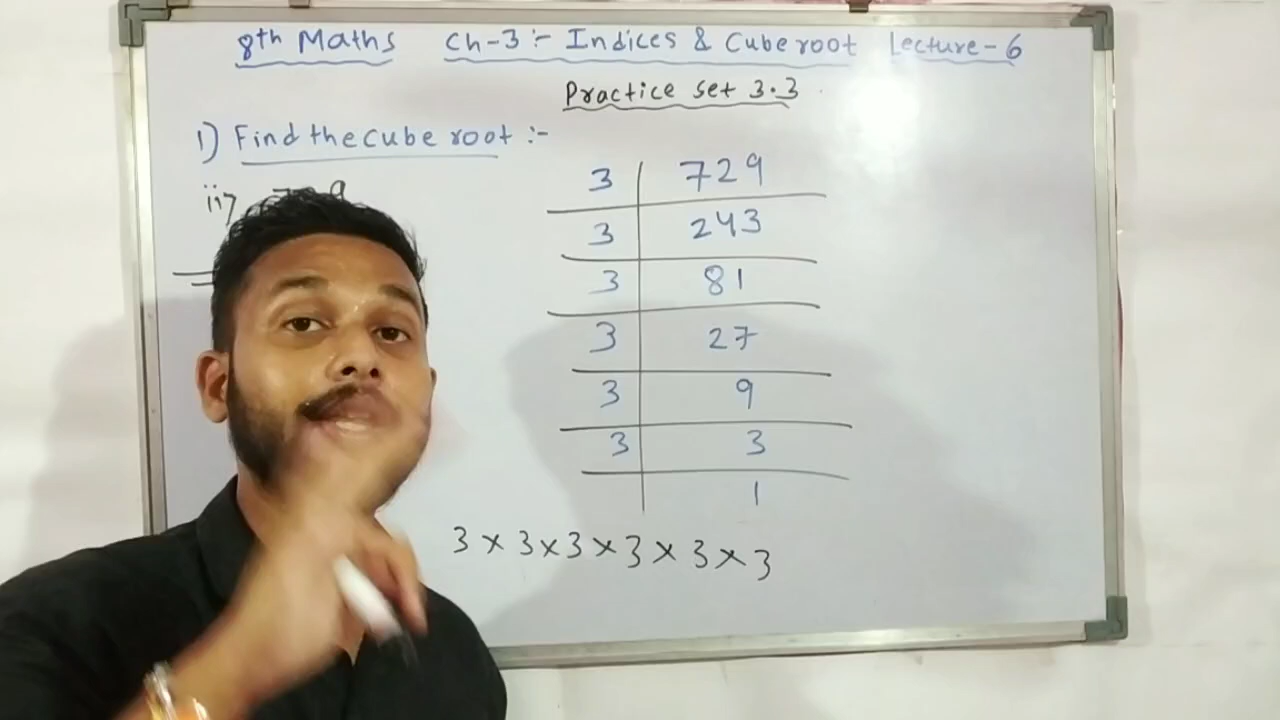 8th Maths Ch-3 :- Indices & Cube root Lecture - 6
Practice set 3.3
1) Find the cube root :-
ii)
3 | 729
3 | 243
3 | 81
3 | 27
3 | 9
3 | 3
| 1
3 × 3 × 3 × 3 × 3 × 3